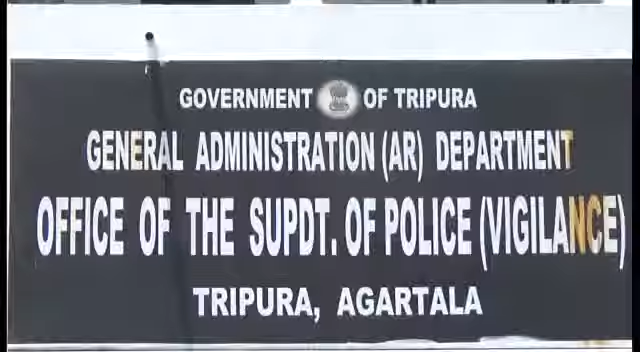 GOVERNMENT OF TRIPURA
GENERAL ADMINISTRATION (AR) DEPARTMENT
OFFICE OF THE SUPDT. OF POLICE (VIGILANCE)
TRIPURA, AGARTALA